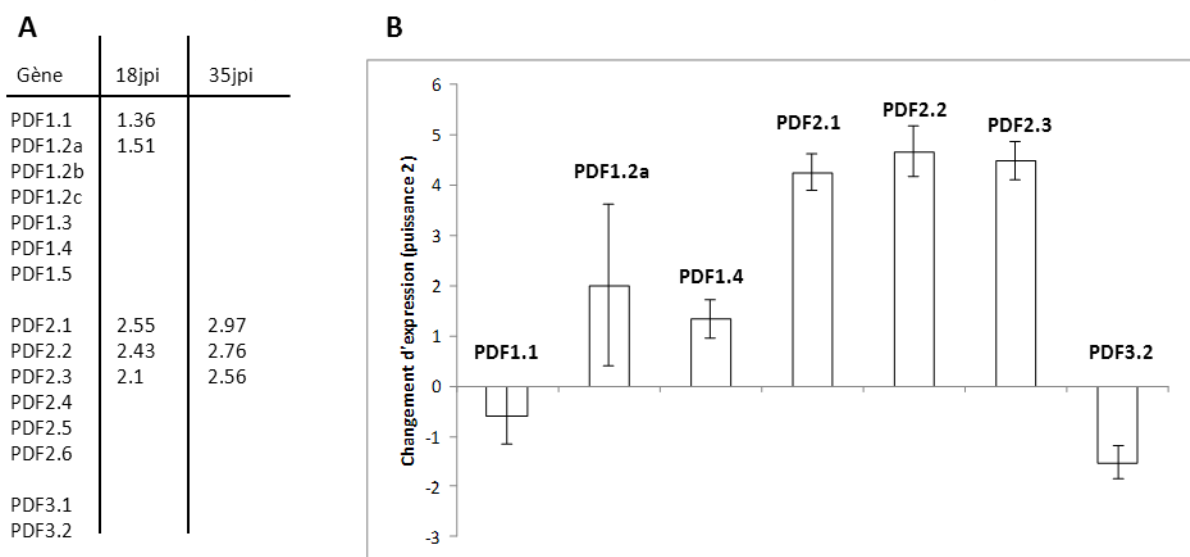 A
Gène 18jpi 35jpi
PDF1.1 1.36
PDF1.2a 1.51
PDF1.2b
PDF1.2c
PDF1.3
PDF1.4
PDF1.5
PDF2.1 2.55 2.97
PDF2.2 2.43 2.76
PDF2.3 2.1 2.56
PDF2.4
PDF2.5
PDF2.6
PDF3.1
PDF3.2
B
Changement d'expression (puissance 2)
6
5
4
3
2
1
0
-1
-2
-3
PDF1.1
PDF1.2a
PDF1.4
PDF2.1
PDF2.2
PDF2.3
PDF3.2